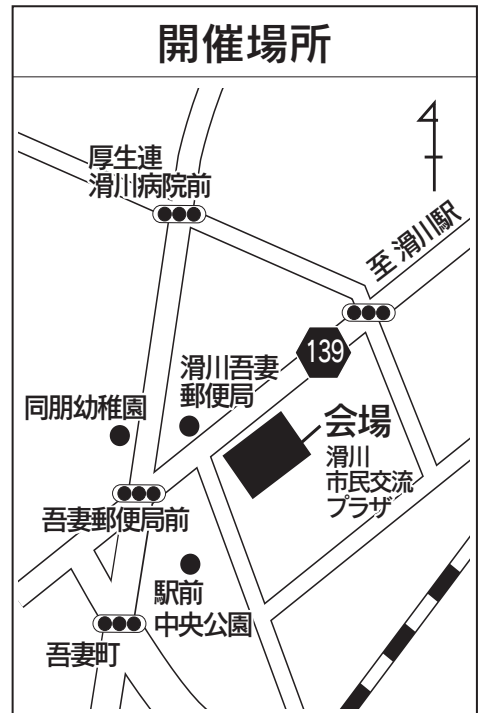 開催場所
厚生連
滑川病院前
至 滑川駅
139
滑川吾妻
郵便局
同朋幼稚園
会場
滑川
市民交流
プラザ
吾妻郵便局前
駅前
中央公園
吾妻町